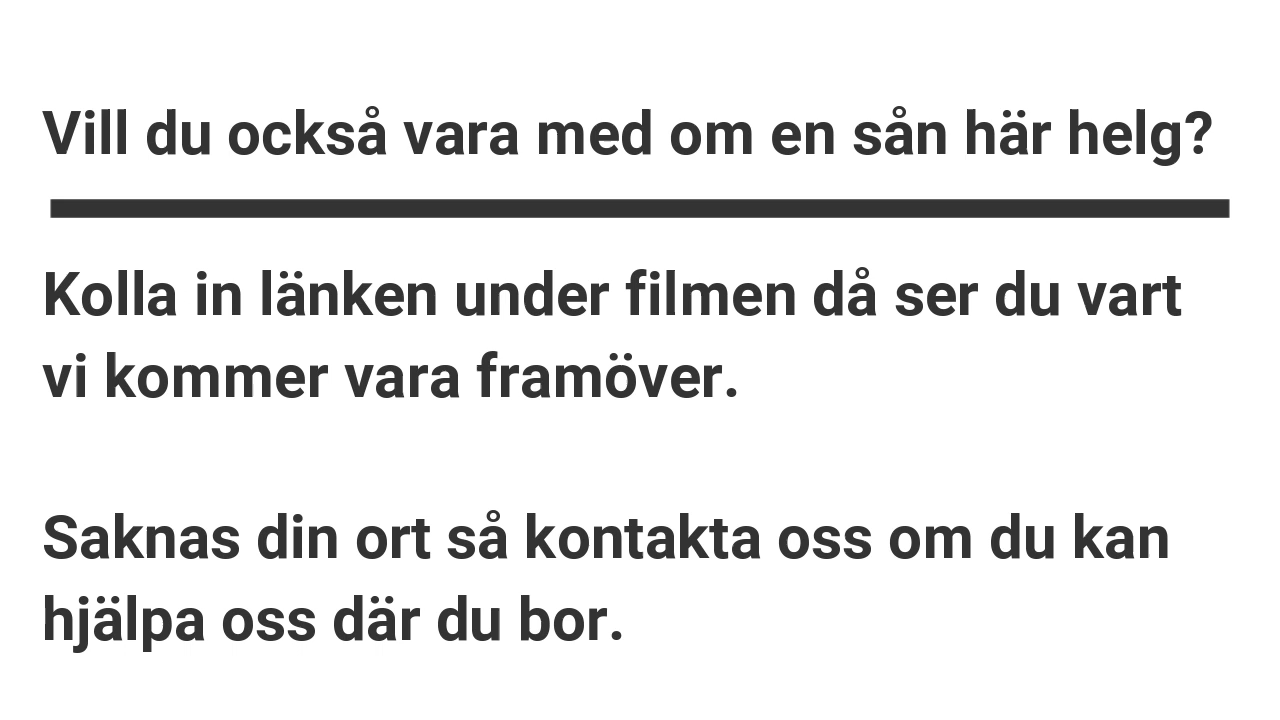 Vill du också vara med om en sån här helg?
Kolla in länken under filmen då ser du vart
vi kommer vara framöver.
Saknas din ort så kontakta oss om du kan
hjälpa oss där du bor.